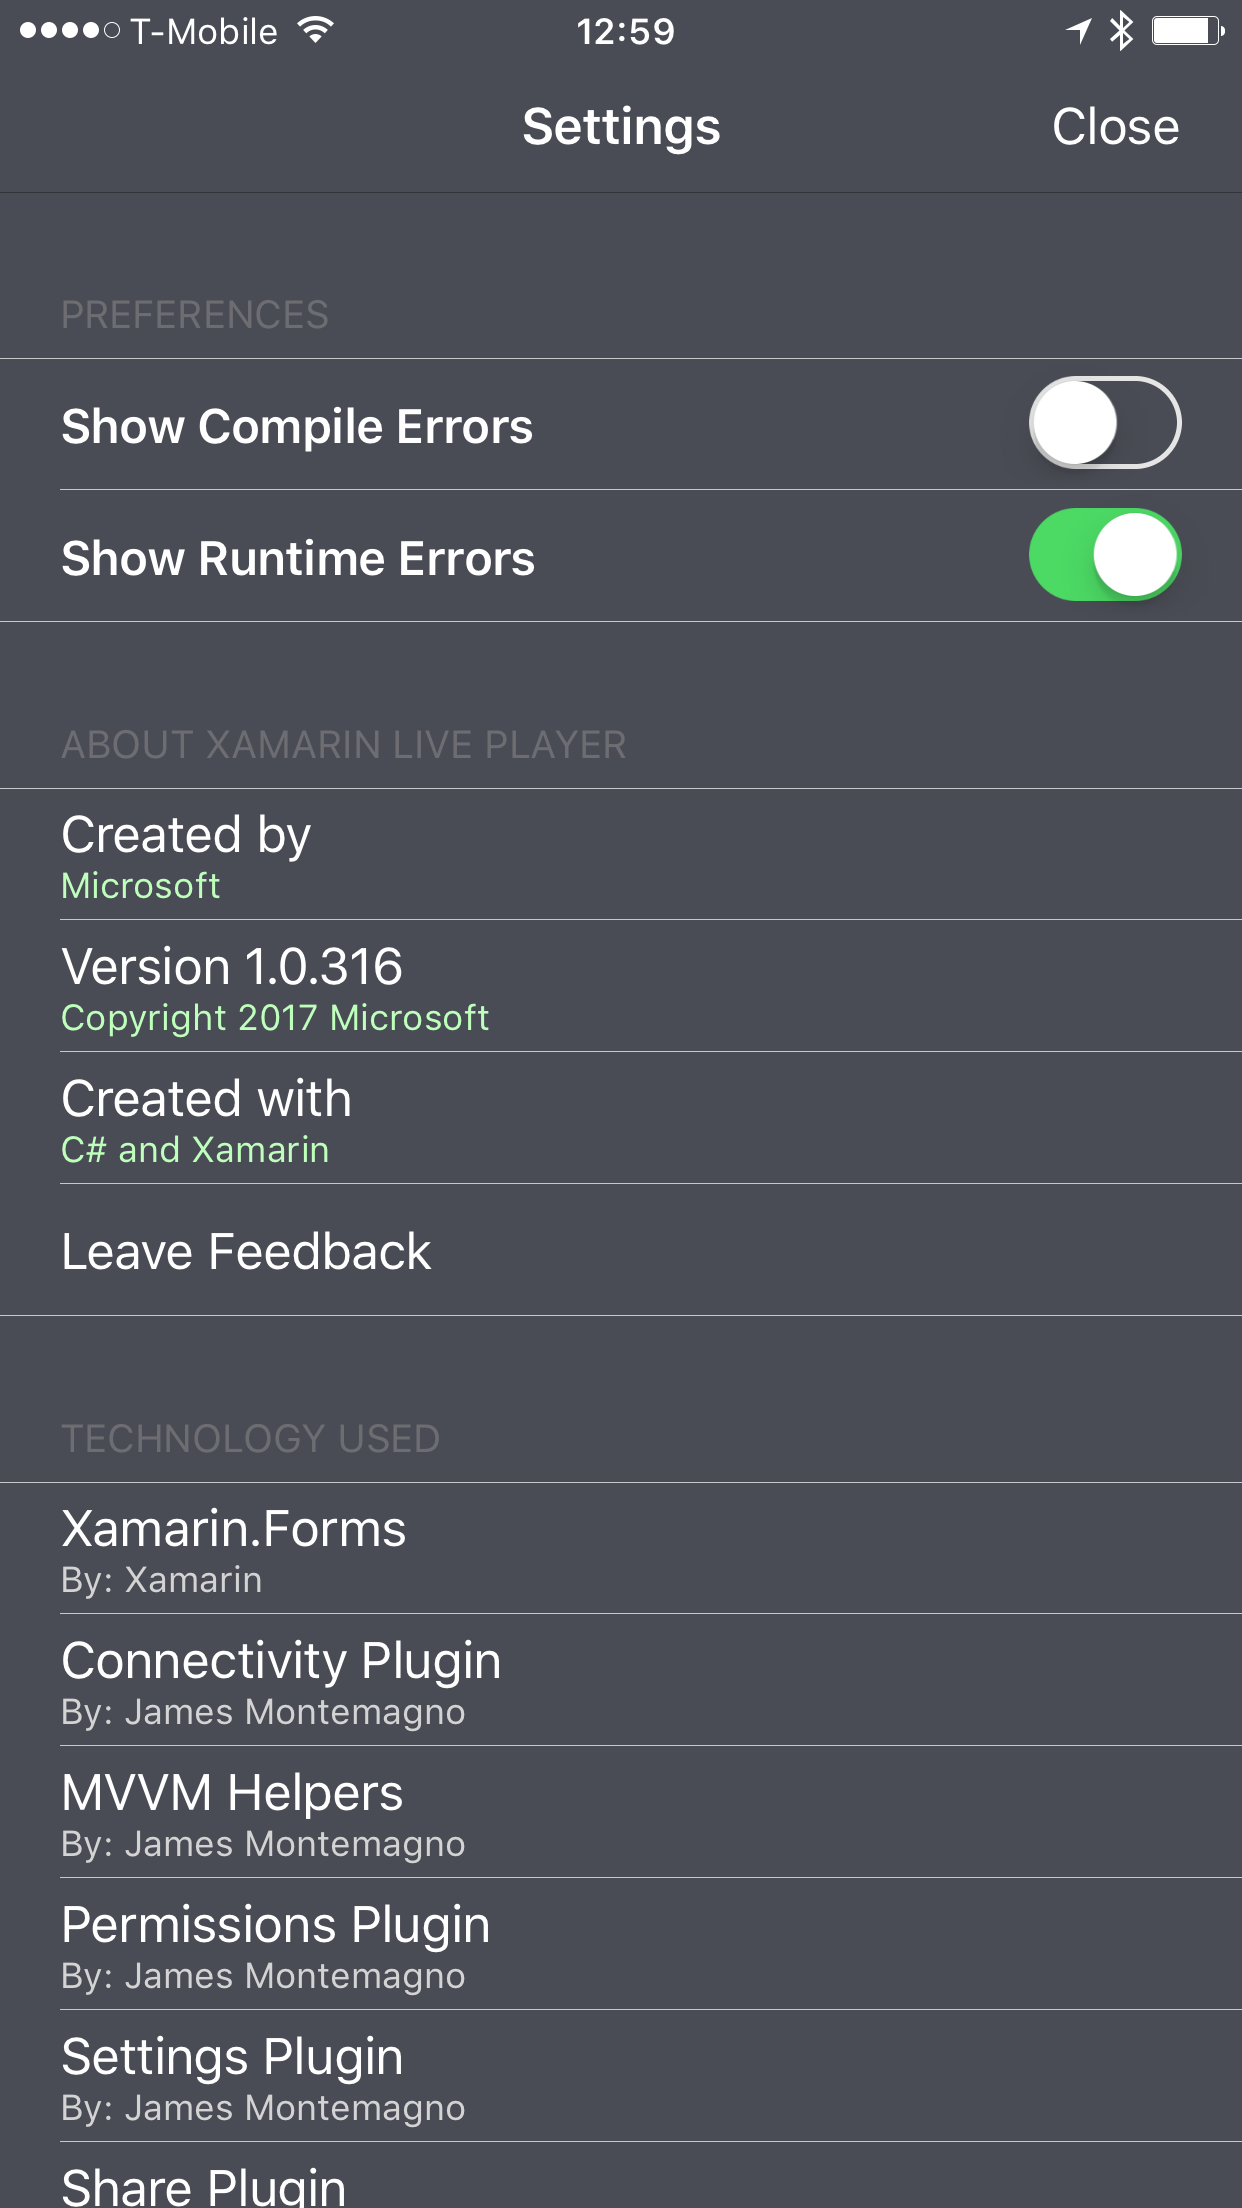 T-Mobile 12:59
Settings Close
PREFERENCES
Show Compile Errors
Show Runtime Errors
ABOUT XAMARIN LIVE PLAYER
Created by
Microsoft
Version 1.0.316
Copyright 2017 Microsoft
Created with
C# and Xamarin
Leave Feedback
TECHNOLOGY USED
Xamarin.Forms
By: Xamarin
Connectivity Plugin
By: James Montemagno
MVVM Helpers
By: James Montemagno
Permissions Plugin
By: James Montemagno
Settings Plugin
By: James Montemagno
Share Plugin